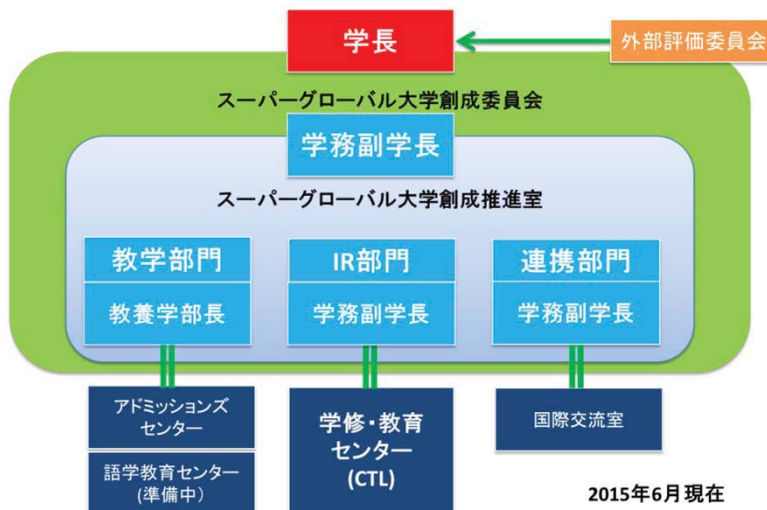 学長
外部評価委員会
スーパーグローバル大学創成委員会
学務副学長
スーパーグローバル大学創成推進室
教学部門
IR部門
連携部門
教養学部長
学務副学長
学務副学長
アドミッションズ
センター
語学教育センター
(準備中)
学修・教育
センター
(CTL)
国際交流室
2015年6月現在